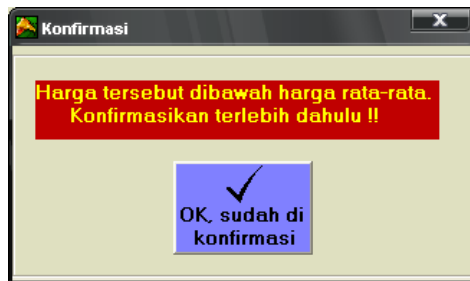 Konfirmasi
X
Harga tersebut dibawah harga rata-rata.
Konfirmasikan terlebih dahulu !!
OK, sudah di
konfirmasi